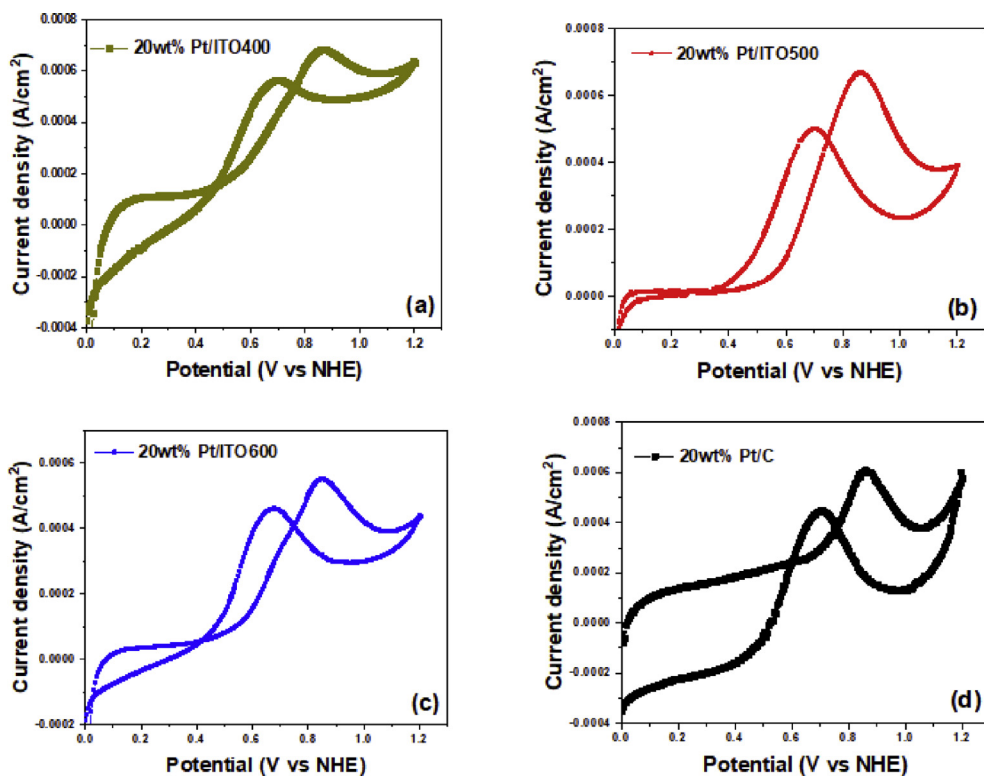 20wt% Pt/ITO400
Current density (A/cm²)
0.0008
0.0006
0.0004
0.0002
0.0000
-0.0002
-0.0004
0.0 0.2 0.4 0.6 0.8 1.0 1.2
Potential (V vs NHE)
(a)
20wt% Pt/ITO500
Current density (A/cm²)
0.0008
0.0006
0.0004
0.0002
0.0000
0.0 0.2 0.4 0.6 0.8 1.0 1.2
Potential (V vs NHE)
(b)
20wt% Pt/ITO600
Current density (A/cm²)
0.0006
0.0004
0.0002
0.0000
-0.0002
0.0 0.2 0.4 0.6 0.8 1.0 1.2
Potential (V vs NHE)
(c)
20wt% Pt/C
Current density (A/cm²)
0.0008
0.0006
0.0004
0.0002
0.0000
-0.0002
-0.0004
0.0 0.2 0.4 0.6 0.8 1.0 1.2
Potential (V vs NHE)
(d)